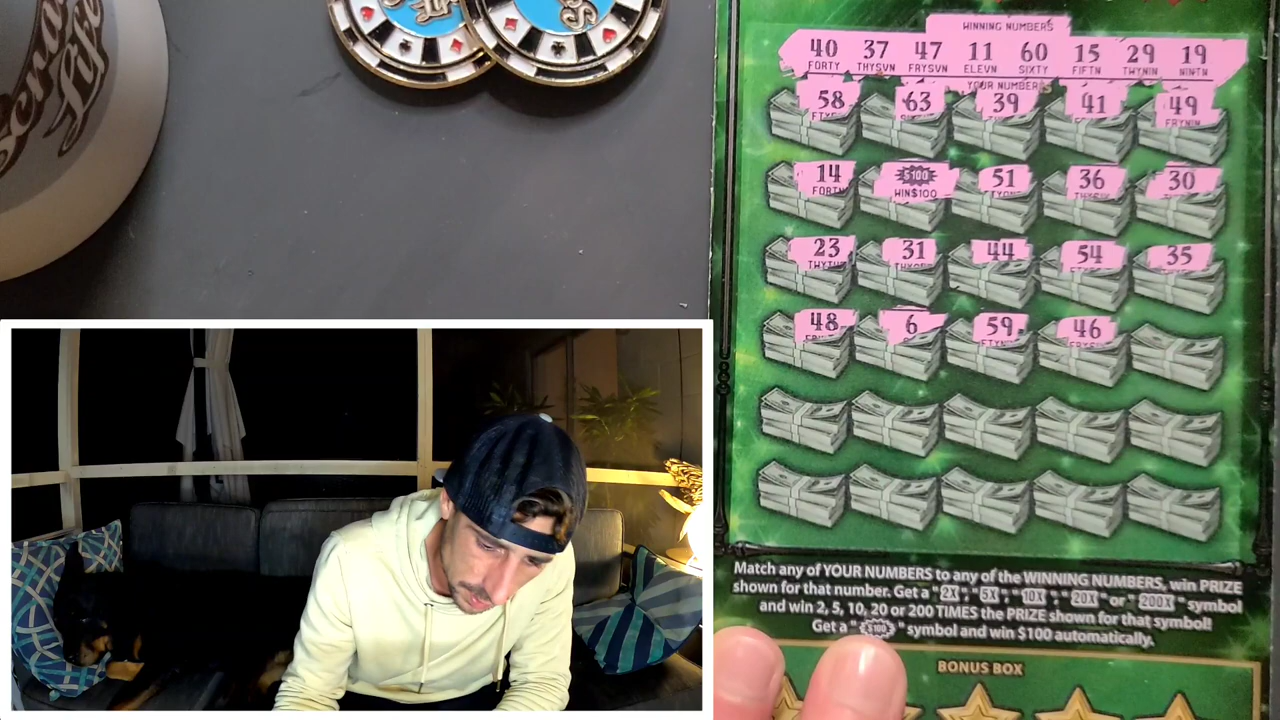 WINNING NUMBERS
40 37 47 11 60 15 29 19
FORTY THYSVN FRYSVN ELEVN SIXTY FIFTN TWYNIN NINTN
YOUR NUMBERS
58 63 39 41 49
FRYNIN
14 $100 51 36 30
WIN$100
23 31 44 54 35
48 6 59 46
Match any of YOUR NUMBERS to any of the WINNING NUMBERS, win PRIZE
shown for that number. Get a "2X", "5X", "10X", "20X" or "200X" symbol
and win 2, 5, 10, 20 or 200 TIMES the PRIZE shown for that symbol!
Get a "$100" symbol and win $100 automatically.
BONUS BOX
Life